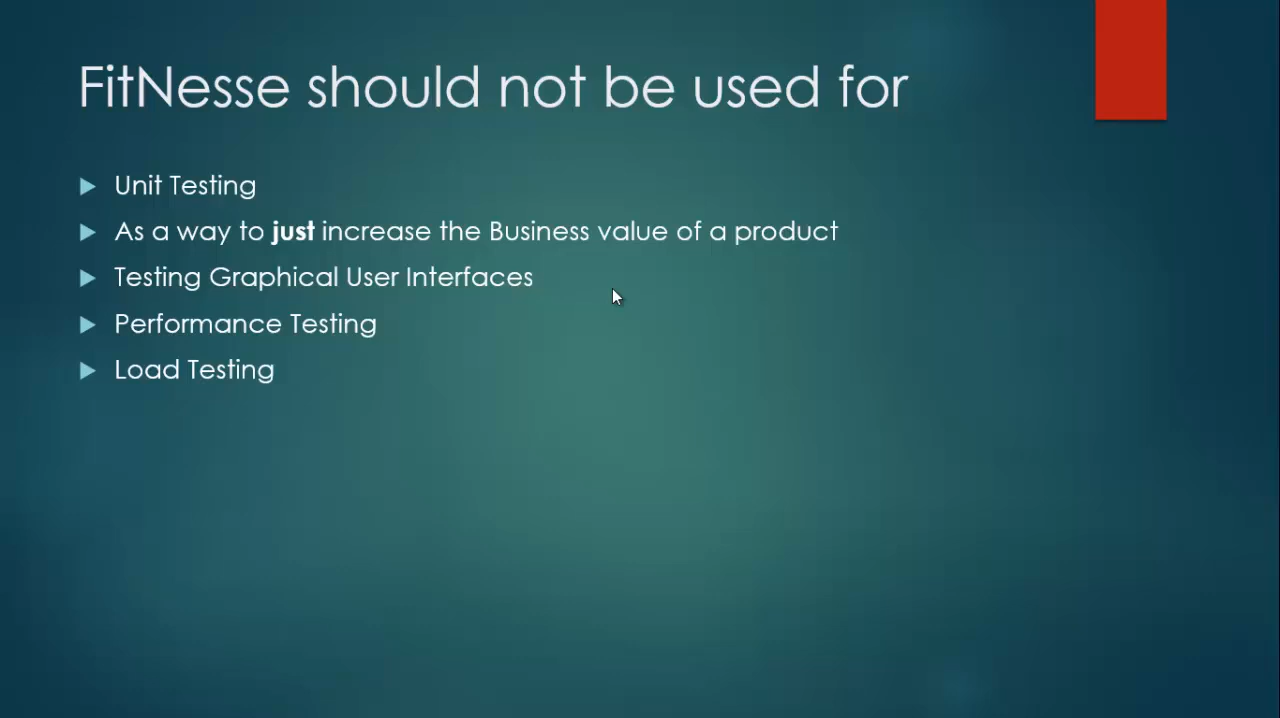 FitNesse should not be used for
Unit Testing
As a way to just increase the Business value of a product
Testing Graphical User Interfaces
Performance Testing
Load Testing